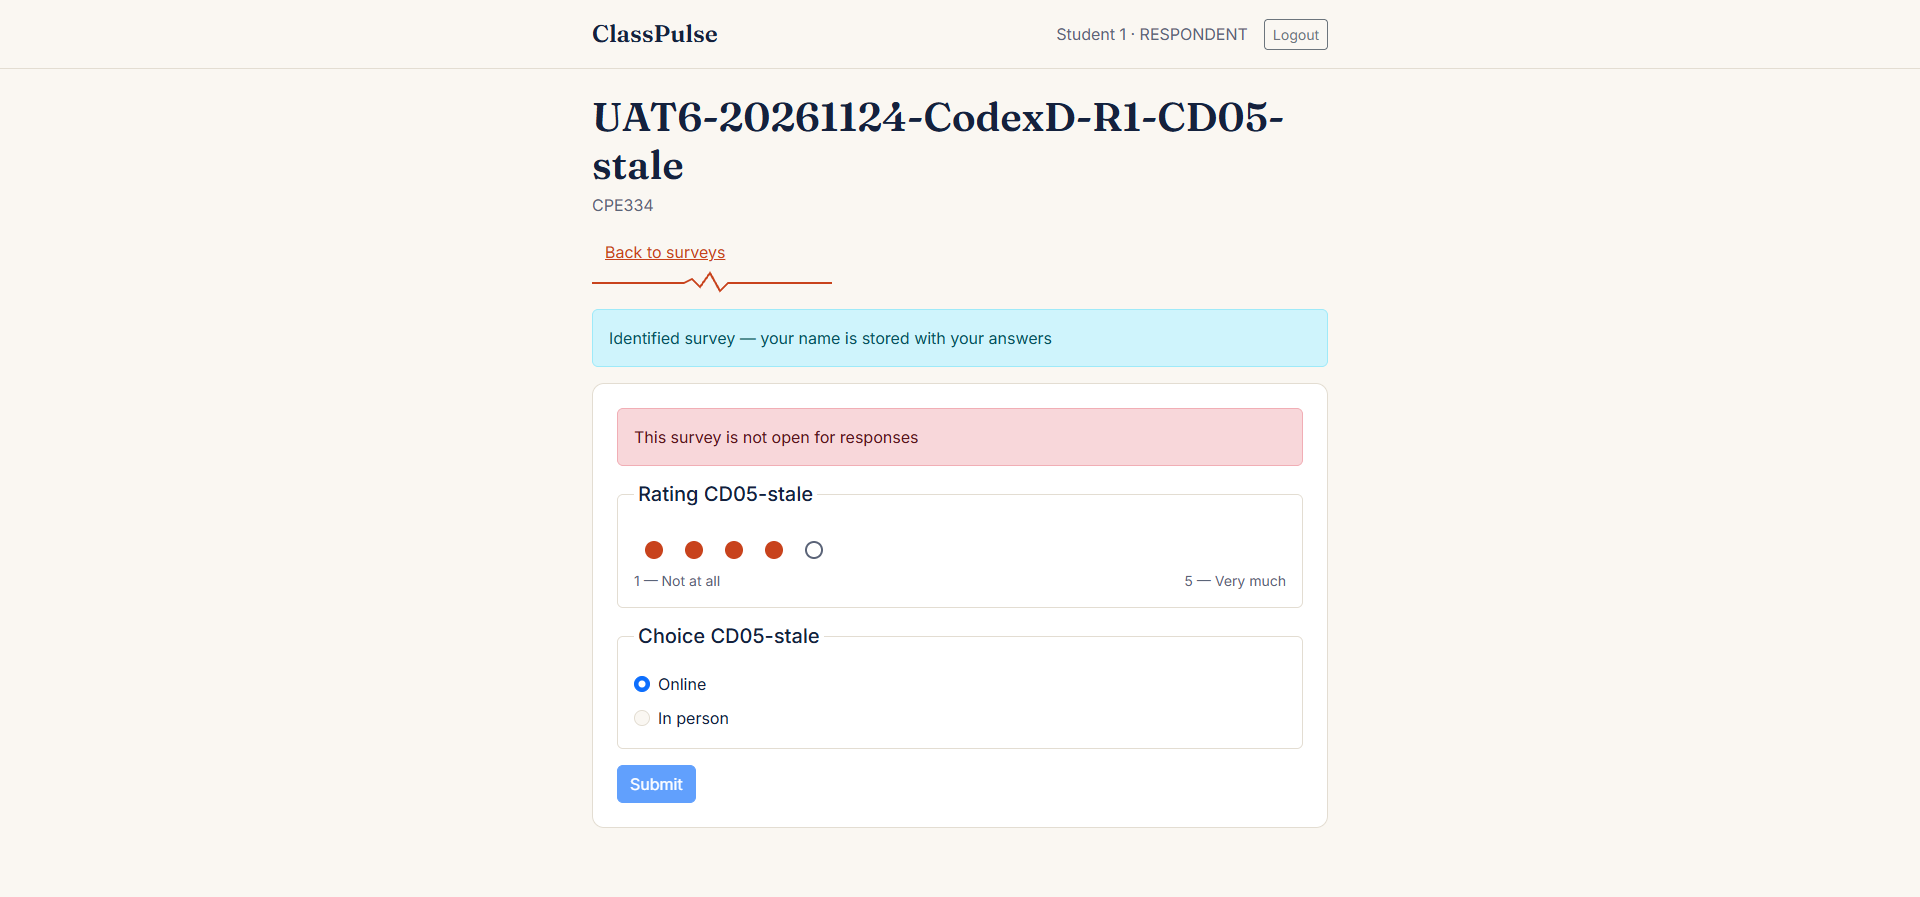 ClassPulse
Student 1 · RESPONDENT
Logout
UAT6-20261124-CodexD-R1-CD05-
stale
CPE334
Back to surveys
Identified survey — your name is stored with your answers
This survey is not open for responses
Rating CD05-stale
1 — Not at all
5 — Very much
Choice CD05-stale
Online
In person
Submit